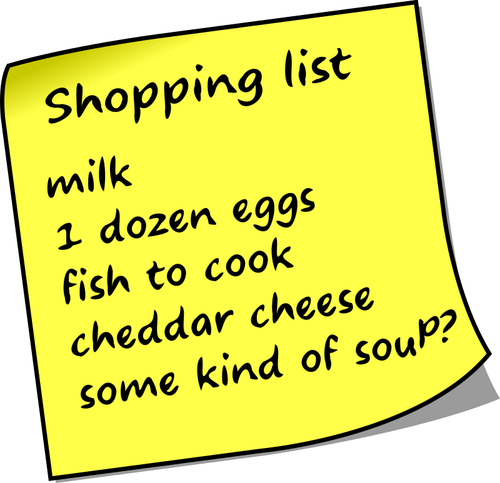 Shopping list
milk
1 dozen eggs
fish to cook
cheddar cheese
some kind of soup?